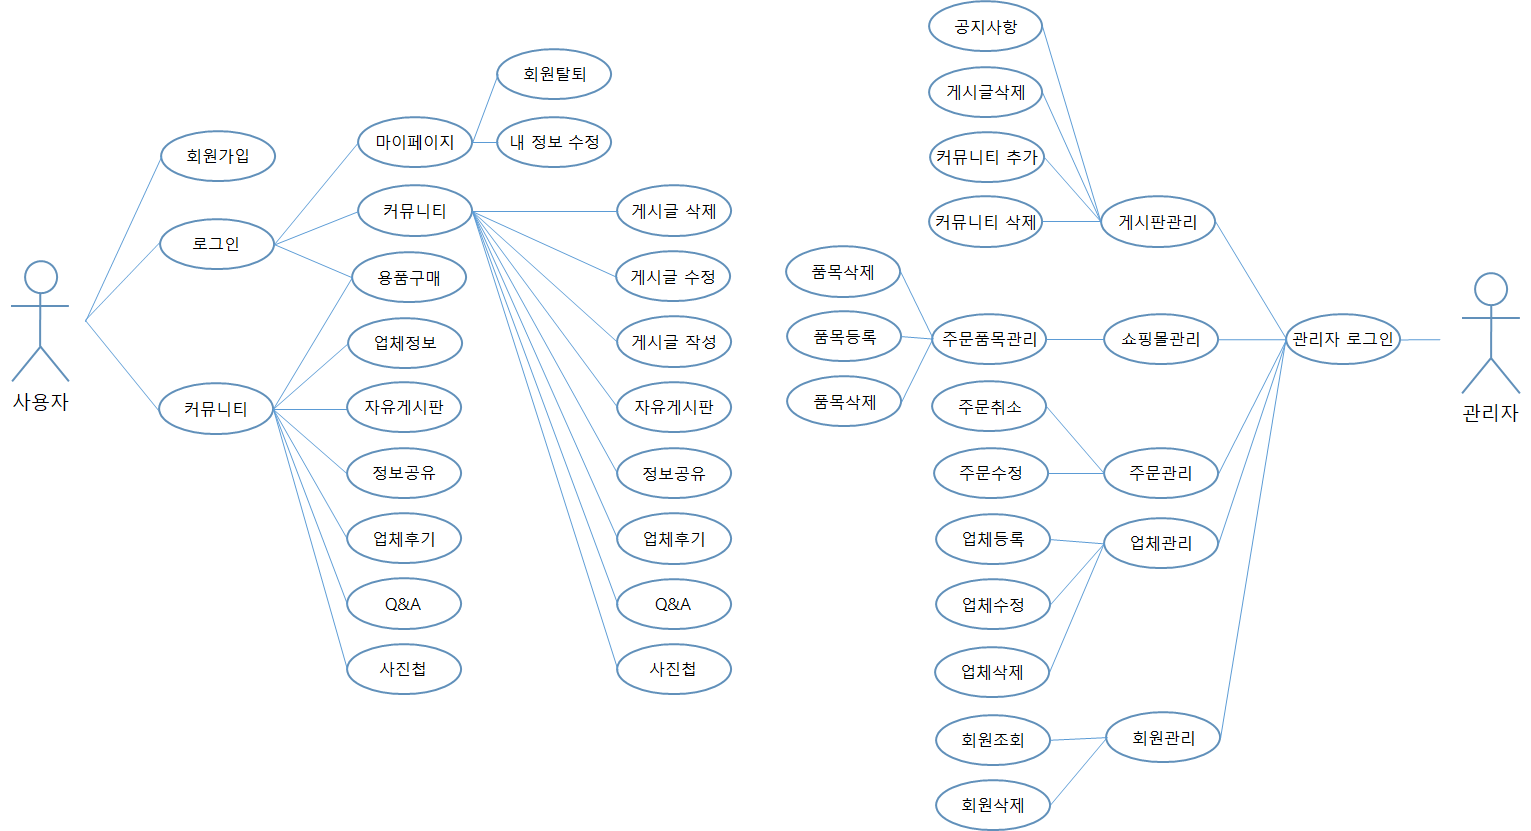 사용자
회원가입
로그인
커뮤니티
마이페이지
커뮤니티
용품구매
업체정보
자유게시판
정보공유
업체후기
Q&A
사진첩
회원탈퇴
내 정보 수정
게시글 삭제
게시글 수정
게시글 작성
자유게시판
정보공유
업체후기
Q&A
사진첩
공지사항
게시글삭제
커뮤니티 추가
커뮤니티 삭제
게시판관리
품목삭제
품목등록
품목삭제
주문품목관리
쇼핑몰관리
관리자 로그인
주문취소
주문수정
주문관리
업체등록
업체수정
업체삭제
업체관리
회원조회
회원삭제
회원관리
관리자